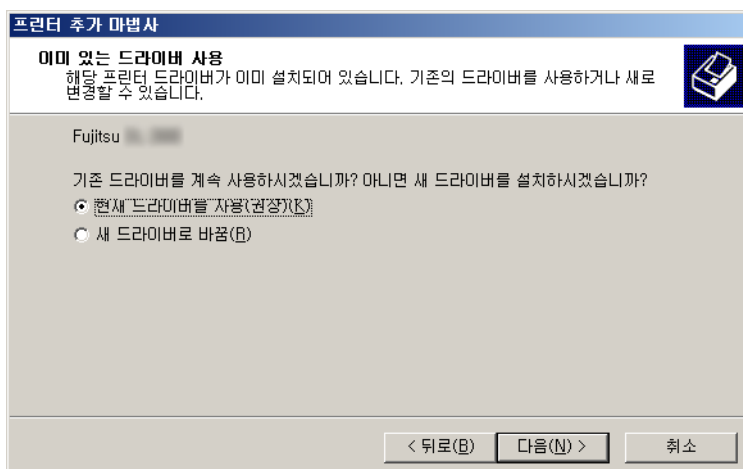 프린터 추가 마법사
이미 있는 드라이버 사용
해당 프린터 드라이버가 이미 설치되어 있습니다. 기존의 드라이버를 사용하거나 새로
변경할 수 있습니다.
Fujitsu
기존 드라이버를 계속 사용하시겠습니까? 아니면 새 드라이버를 설치하시겠습니까?
현재 드라이버를 사용(권장)(K)
새 드라이버로 바꿈(R)
< 뒤로(B) 다음(N) > 취소